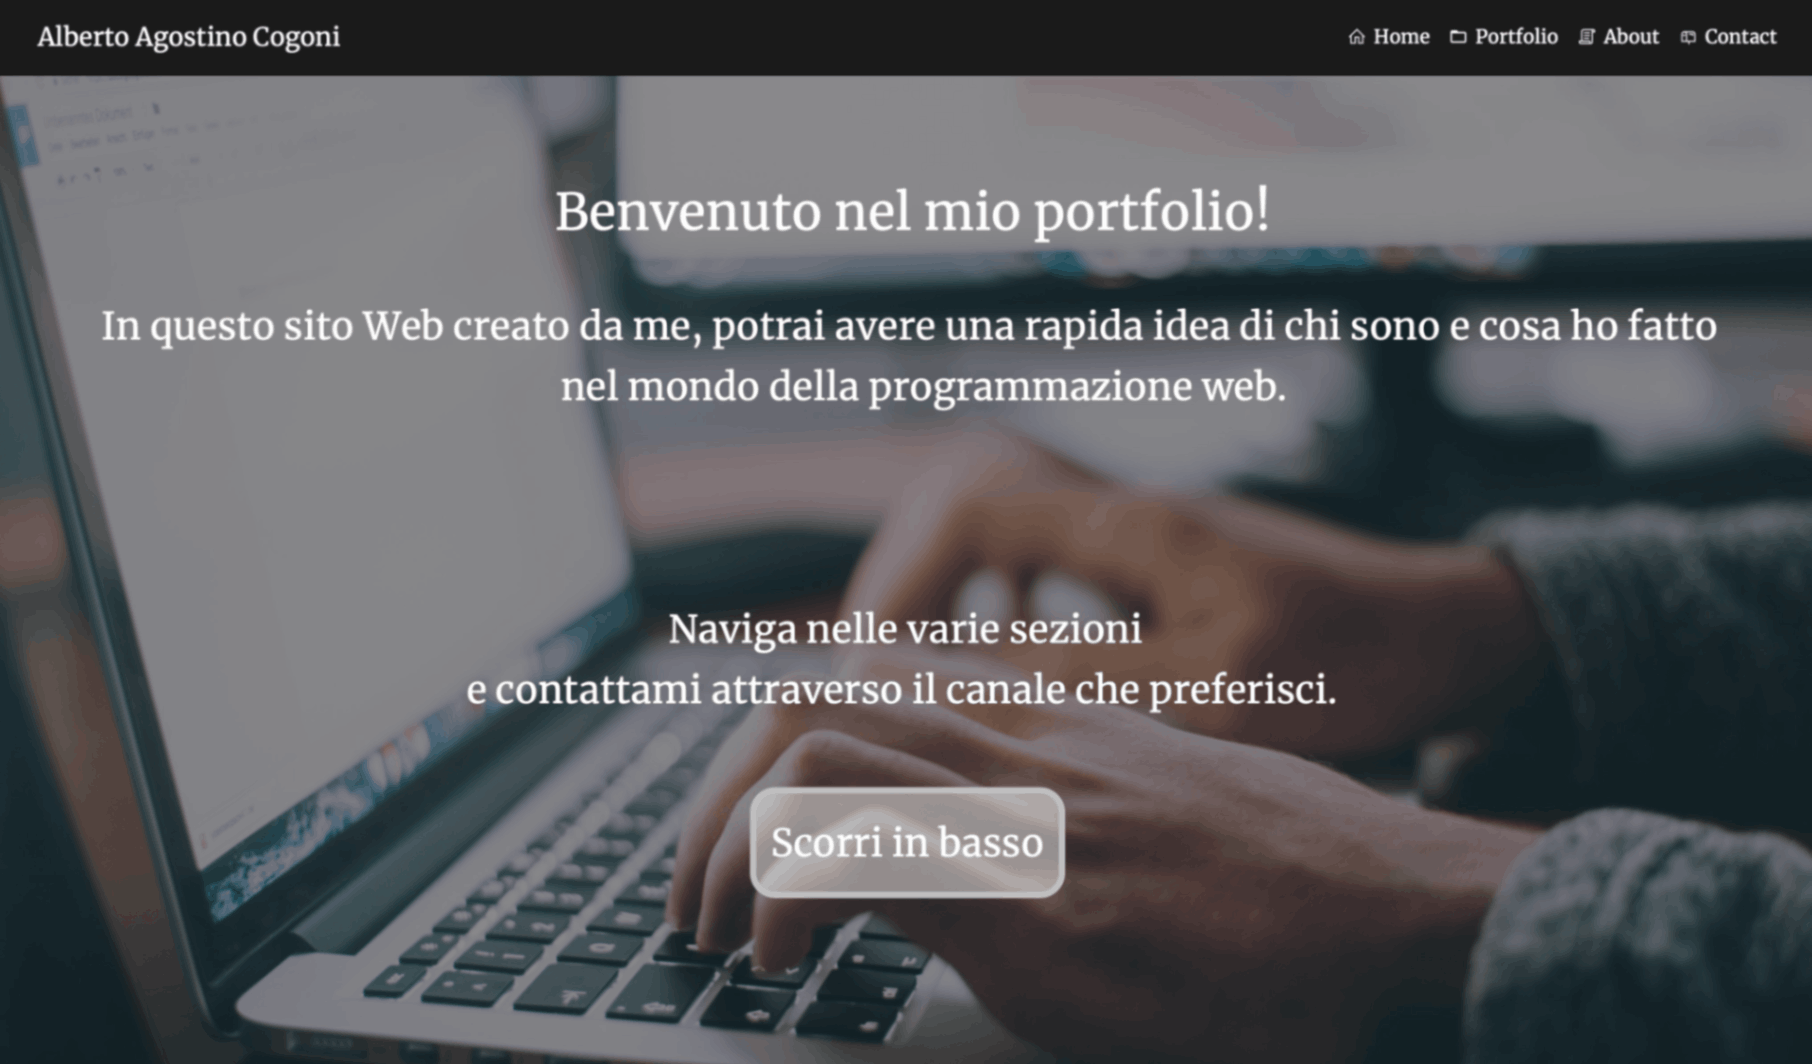 Alberto Agostino Cogoni
Home Portfolio About Contact
Benvenuto nel mio portfolio!
In questo sito Web creato da me, potrai avere una rapida idea di chi sono e cosa ho fatto
nel mondo della programmazione web.
Naviga nelle varie sezioni
e contattami attraverso il canale che preferisci.
Scorri in basso